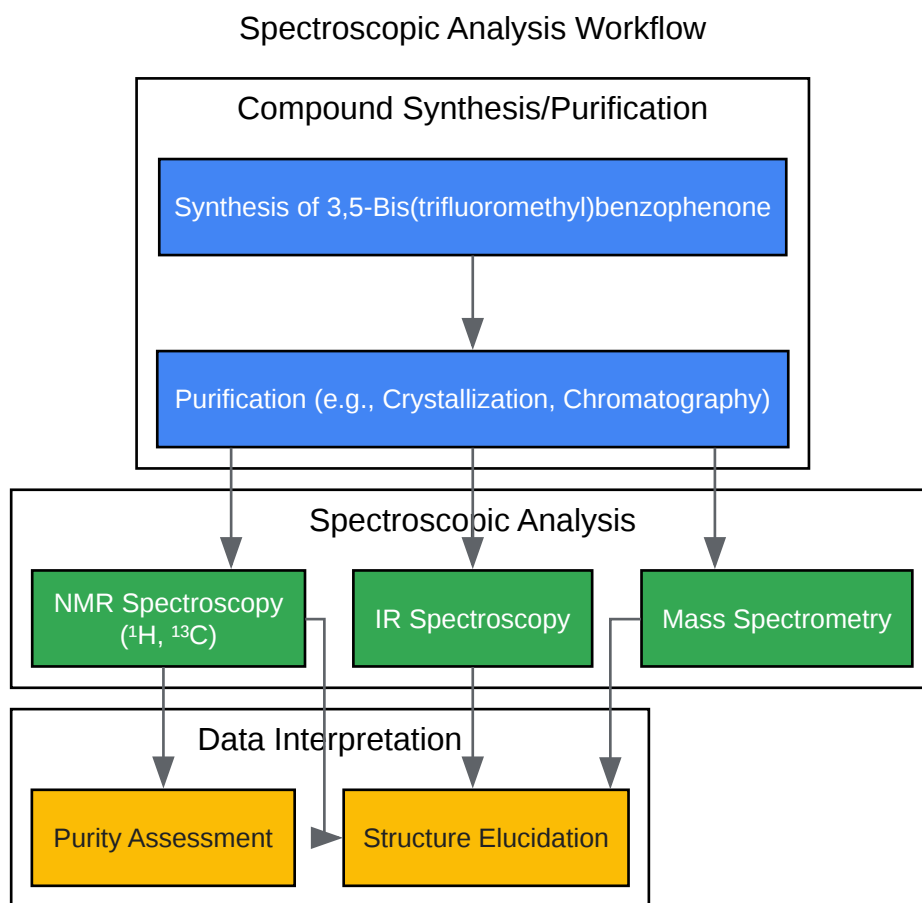 Spectroscopic Analysis Workflow
Compound Synthesis/Purification
Synthesis of 3,5-Bis(trifluoromethyl)benzophenone
Purification (e.g., Crystallization, Chromatography)
Spectroscopic Analysis
NMR Spectroscopy
(¹H, ¹³C)
IR Spectroscopy
Mass Spectrometry
Data Interpretation
Purity Assessment
Structure Elucidation